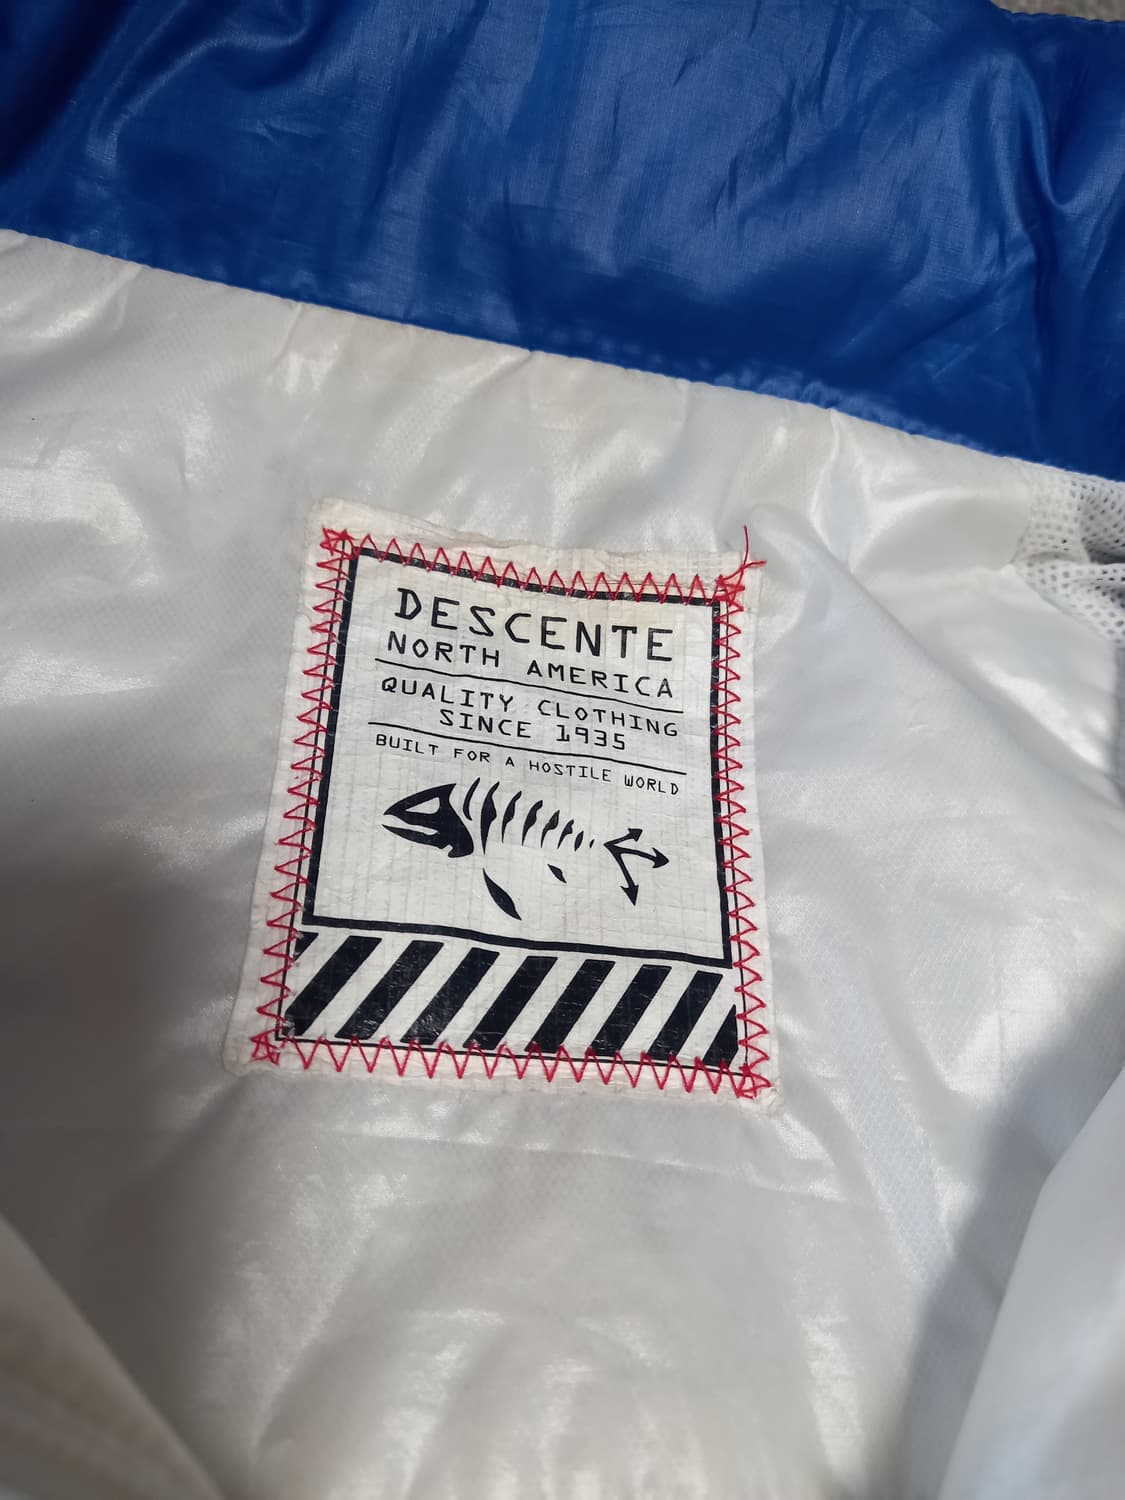 DESCENTE
NORTH AMERICA
QUALITY CLOTHING
SINCE 1935
BUILT FOR A HOSTILE WORLD